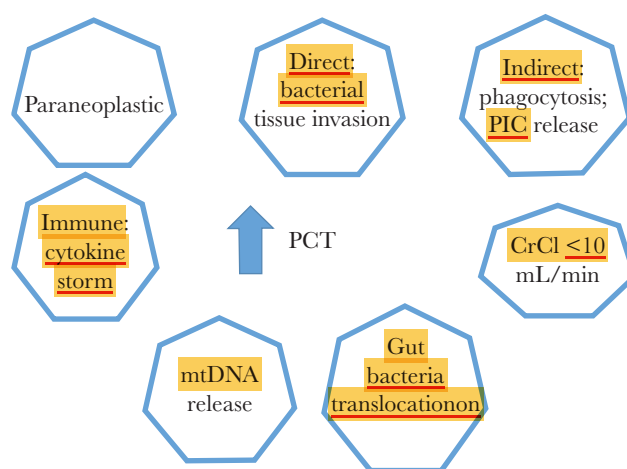 Paraneoplastic
Direct:
bacterial
tissue invasion
Indirect:
phagocytosis;
PIC release
Immune:
cytokine
storm
PCT
CrCl <10
mL/min
mtDNA
release
Gut
bacteria
translocationon